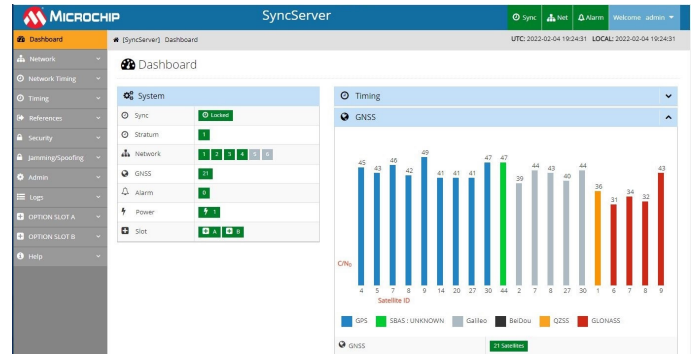 MICROCHIP
SyncServer
Sync Net Alarm Welcome admin
Dashboard
Network
Network Timing
Timing
References
Security
Jamming/Spoofing
Admin
Logs
OPTION SLOT A
OPTION SLOT B
Help
[SyncServer] Dashboard
UTC: 2022-02-04 19:24:31 LOCAL: 2022-02-04 19:24:31
Dashboard
System
Sync Locked
Stratum 1
Network 1 2 3 4 5 6
GNSS 21
Alarm 0
Power 1
Slot A B
Timing
GNSS
45 43 46 42 49 41 41 41 47 47 39 44 43 40 44 36 31 34 32 43
C/N0
4 5 7 8 9 14 20 27 30 44 2 7 8 27 30 1 6 7 8 9
Satellite ID
GPS SBAS : UNKNOWN Galileo BeiDou QZSS GLONASS
GNSS 21 Satellites